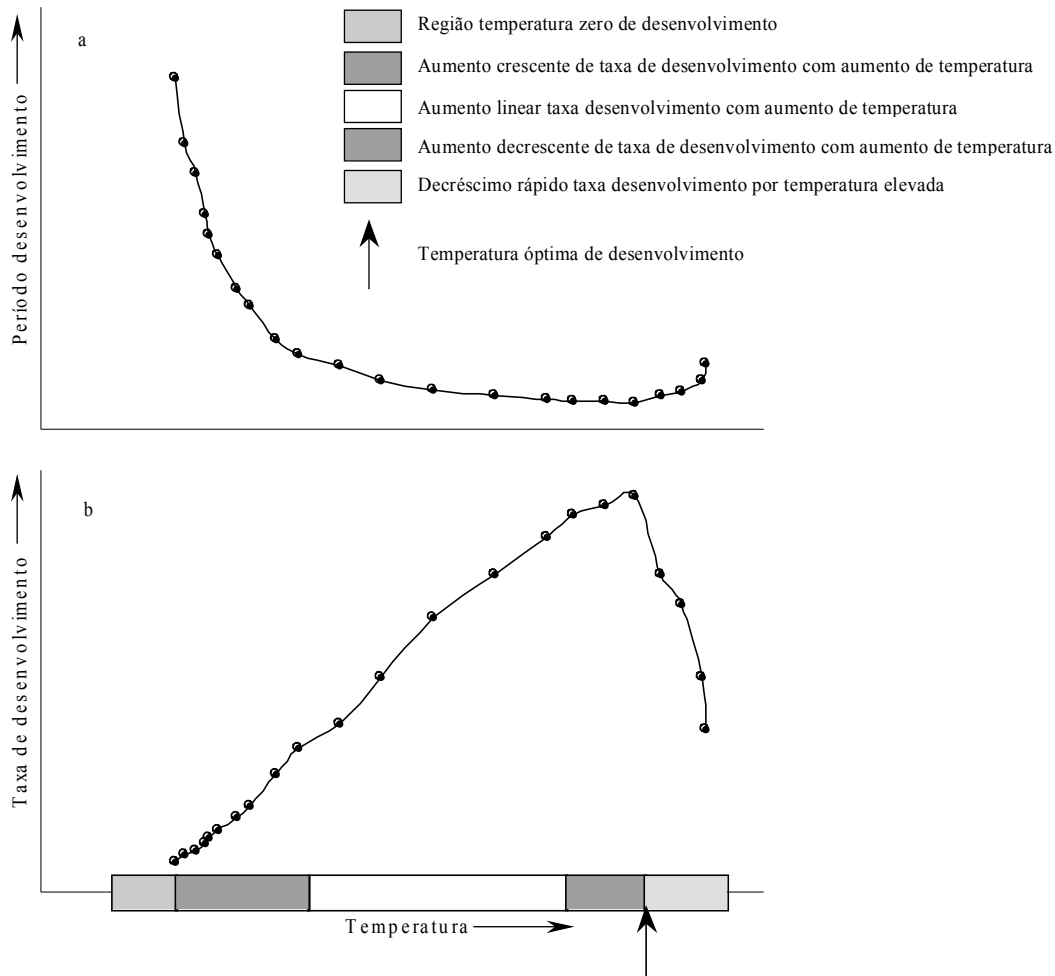 a
Período desenvolvimento
Região temperatura zero de desenvolvimento
Aumento crescente de taxa de desenvolvimento com aumento de temperatura
Aumento linear taxa desenvolvimento com aumento de temperatura
Aumento decrescente de taxa de desenvolvimento com aumento de temperatura
Decréscimo rápido taxa desenvolvimento por temperatura elevada
Temperatura óptima de desenvolvimento
b
Taxa de desenvolvimento
Temperatura